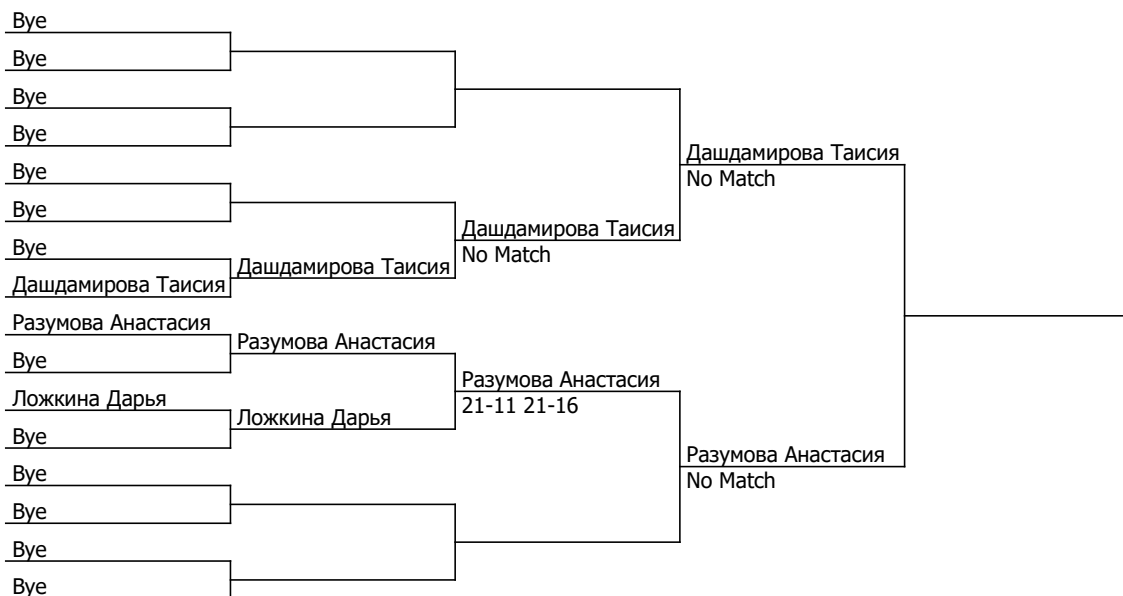 Bye
Bye
Bye
Bye
Bye
Bye
Bye
Дашдамирова Таисия
Разумова Анастасия
Bye
Ложкина Дарья
Bye
Bye
Bye
Bye
Bye
Дашдамирова Таисия
Разумова Анастасия
Ложкина Дарья
Дашдамирова Таисия
No Match
Разумова Анастасия
21-11 21-16
Дашдамирова Таисия
No Match
Разумова Анастасия
No Match